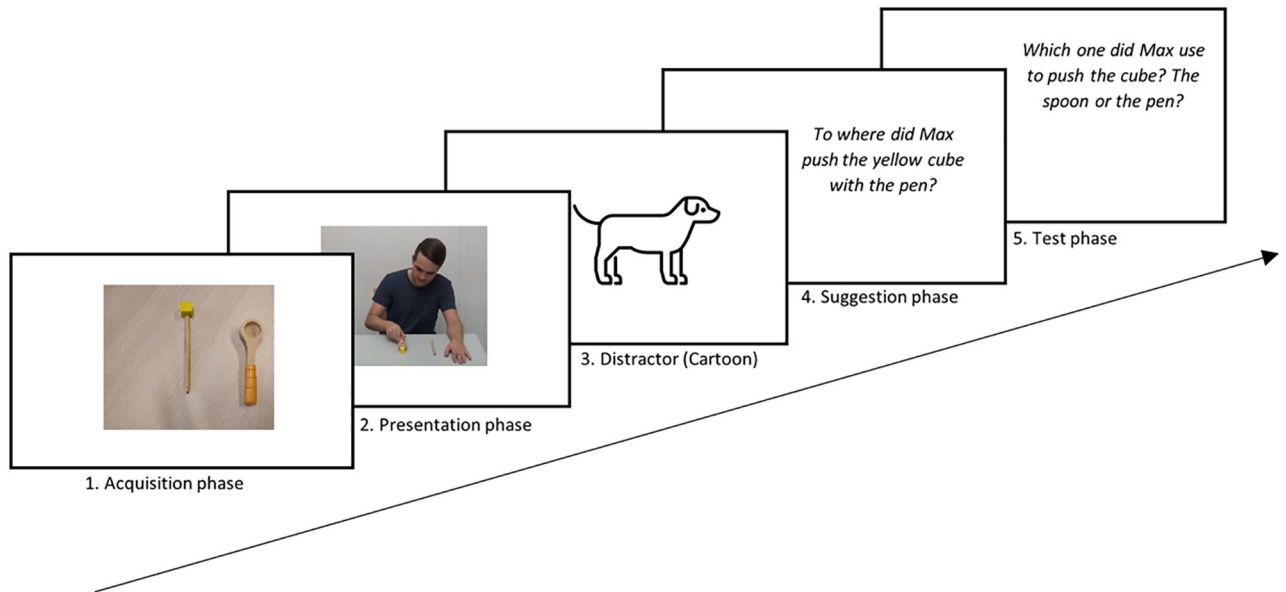 Which one did Max use
to push the cube? The
spoon or the pen?
To where did Max
push the yellow cube
with the pen?
5. Test phase
4. Suggestion phase
3. Distractor (Cartoon)
2. Presentation phase
1. Acquisition phase